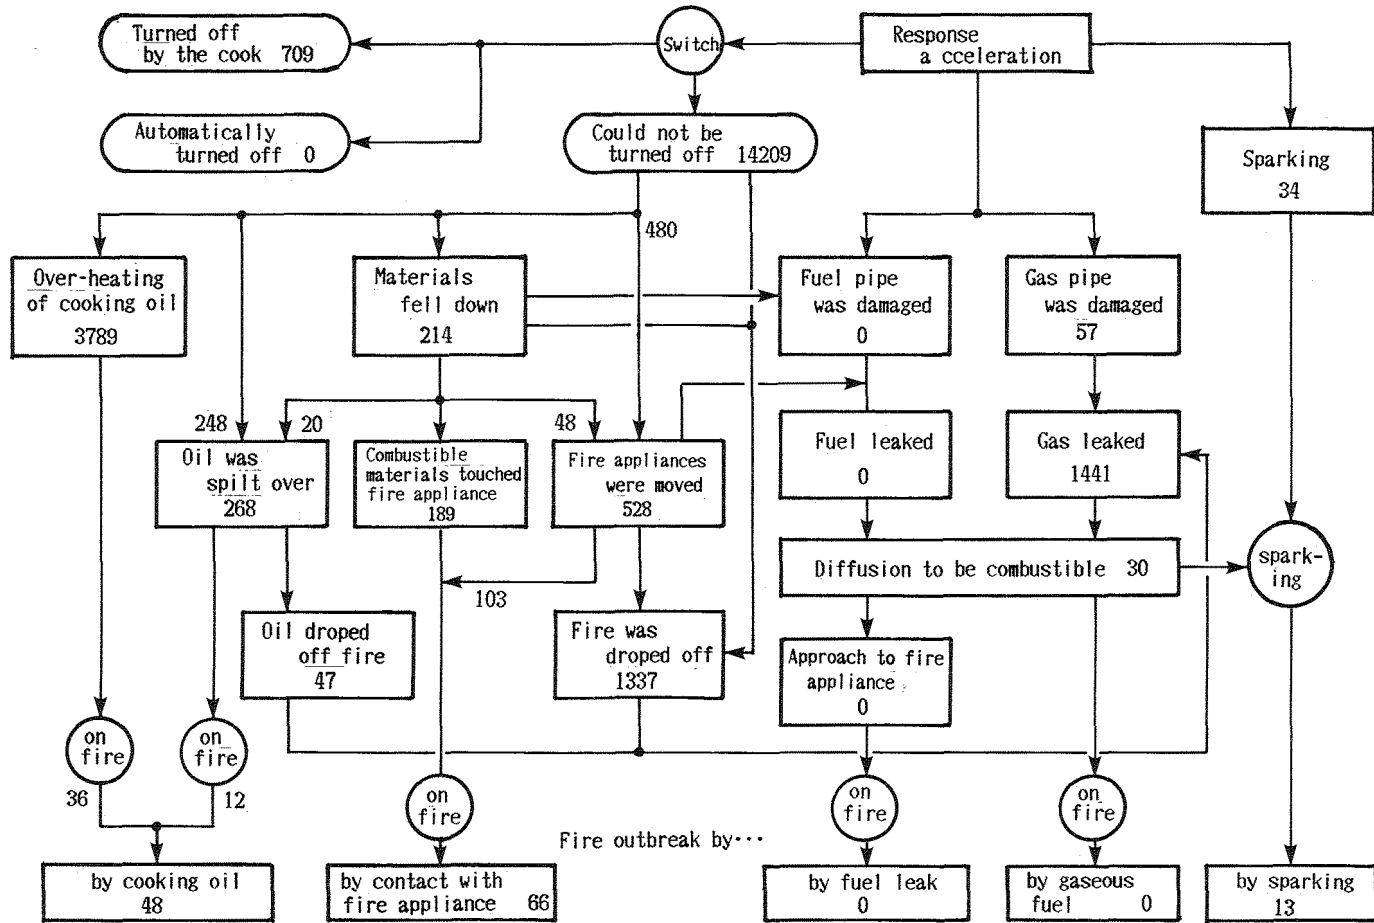 Turned off
by the cook 709
Switch
Response
a cceleration
Automatically
turned off 0
Could not be
turned off 14209
Sparking
34
480
Over-heating
of cooking oil
3789
Materials
fell down
214
Fuel pipe
was damaged
0
Gas pipe
was damaged
57
248
20
48
Oil was
spilt over
268
Combustible
materials touched
fire appliance
189
Fire appliances
were moved
528
Fuel leaked
0
Gas leaked
1441
103
Diffusion to be combustible 30
spark-
ing
Oil droped
off fire
47
Fire was
droped off
1337
Approach to fire
appliance
0
on
fire
on
fire
36
12
on
fire
on
fire
on
fire
Fire outbreak by···
by cooking oil
48
by contact with
fire appliance 66
by fuel leak
0
by gaseous
fuel 0
by sparking
13